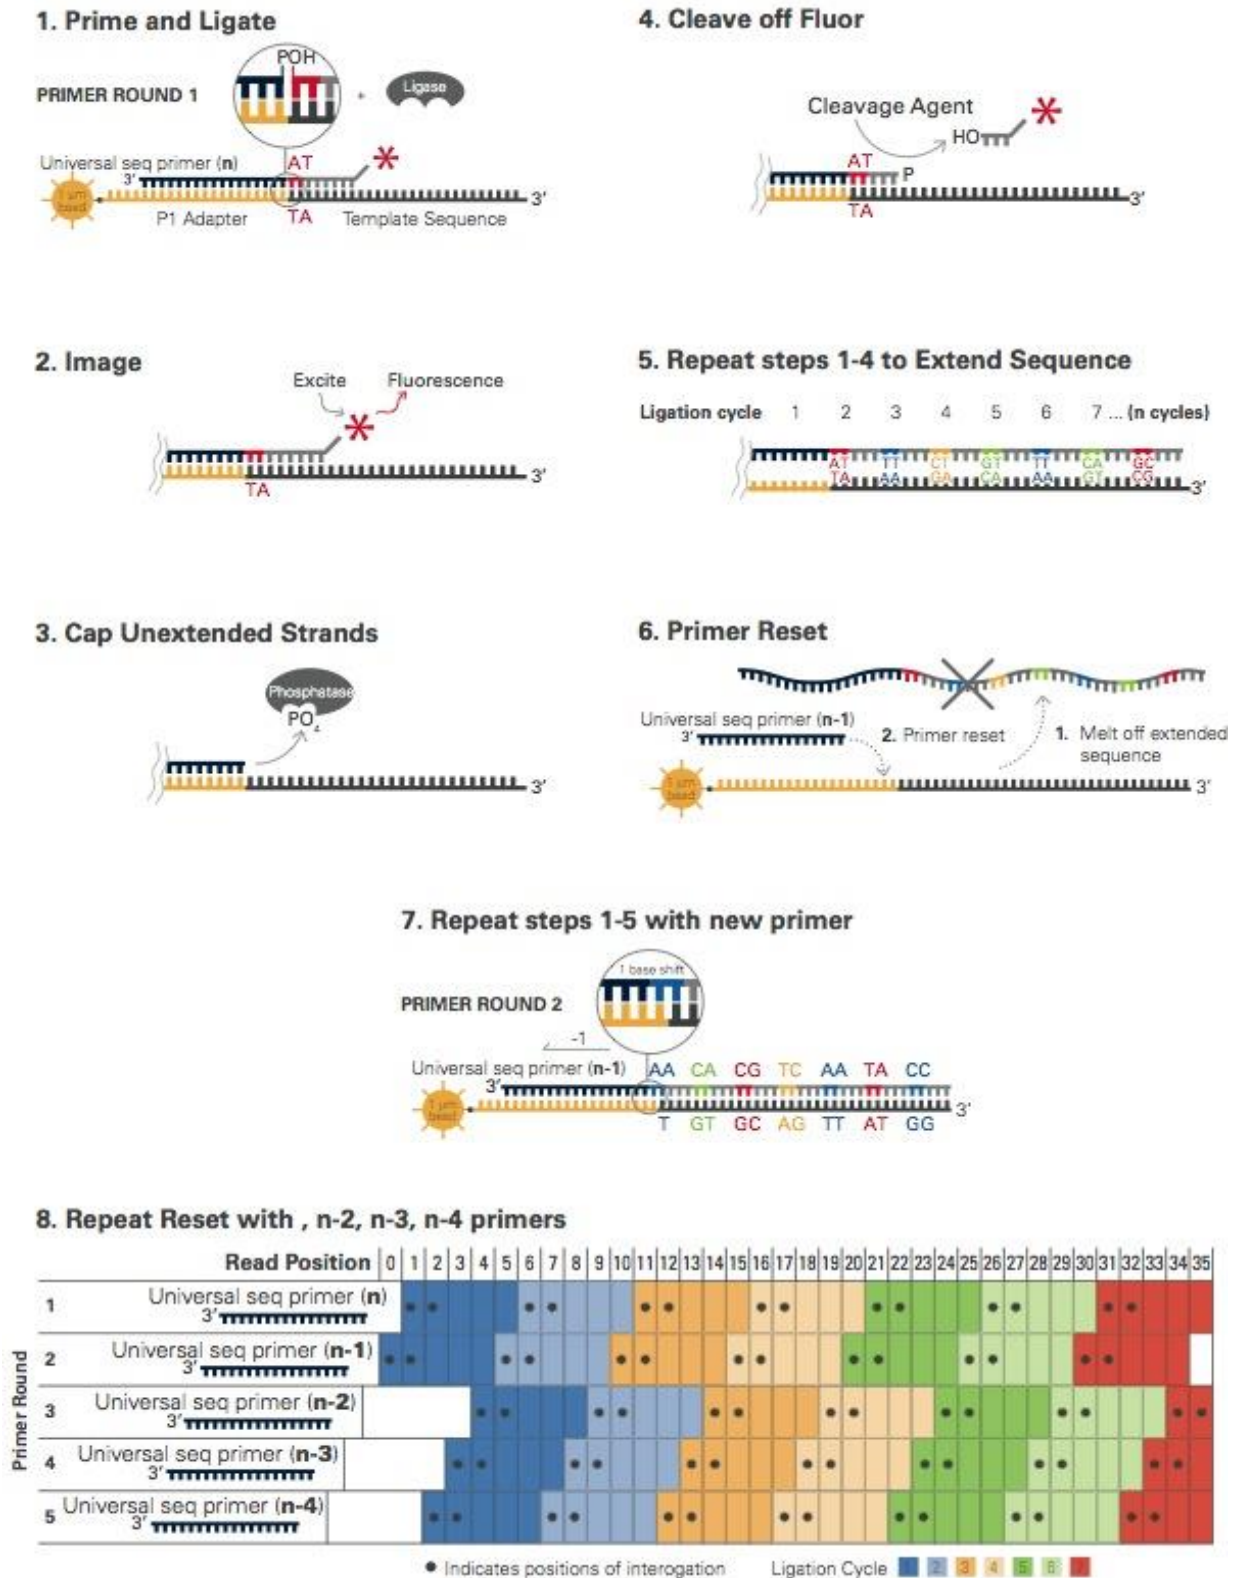 1. Prime and Ligate
PRIMER ROUND 1
POH
+
Ligase
Universal seq primer (n)
3'
AT
1 μm
bead
P1 Adapter
TA
Template Sequence
3'
4. Cleave off Fluor
Cleavage Agent
HO
AT
P
TA
3'
2. Image
Excite
Fluorescence
TA
3'
5. Repeat steps 1-4 to Extend Sequence
Ligation cycle 1 2 3 4 5 6 7 ... (n cycles)
AT TT CT GT TT CA GC
TA AA GA CA AA GT CG
3'
3. Cap Unextended Strands
Phosphatase
PO4
3'
6. Primer Reset
Universal seq primer (n-1)
3'
2. Primer reset
1. Melt off extended
sequence
1 μm
bead
3'
7. Repeat steps 1-5 with new primer
1 base shift
PRIMER ROUND 2
-1
Universal seq primer (n-1)
AA CA CG TC AA TA CC
3'
1 μm
bead
3'
T GT GC AG TT AT GG
8. Repeat Reset with , n-2, n-3, n-4 primers
Read Position 0 1 2 3 4 5 6 7 8 9 10 11 12 13 14 15 16 17 18 19 20 21 22 23 24 25 26 27 28 29 30 31 32 33 34 35
Primer Round
1 Universal seq primer (n)
3'
2 Universal seq primer (n-1)
3'
3 Universal seq primer (n-2)
3'
4 Universal seq primer (n-3)
3'
5 Universal seq primer (n-4)
3'
• Indicates positions of interogation Ligation Cycle 1 2 3 4 5 6 7